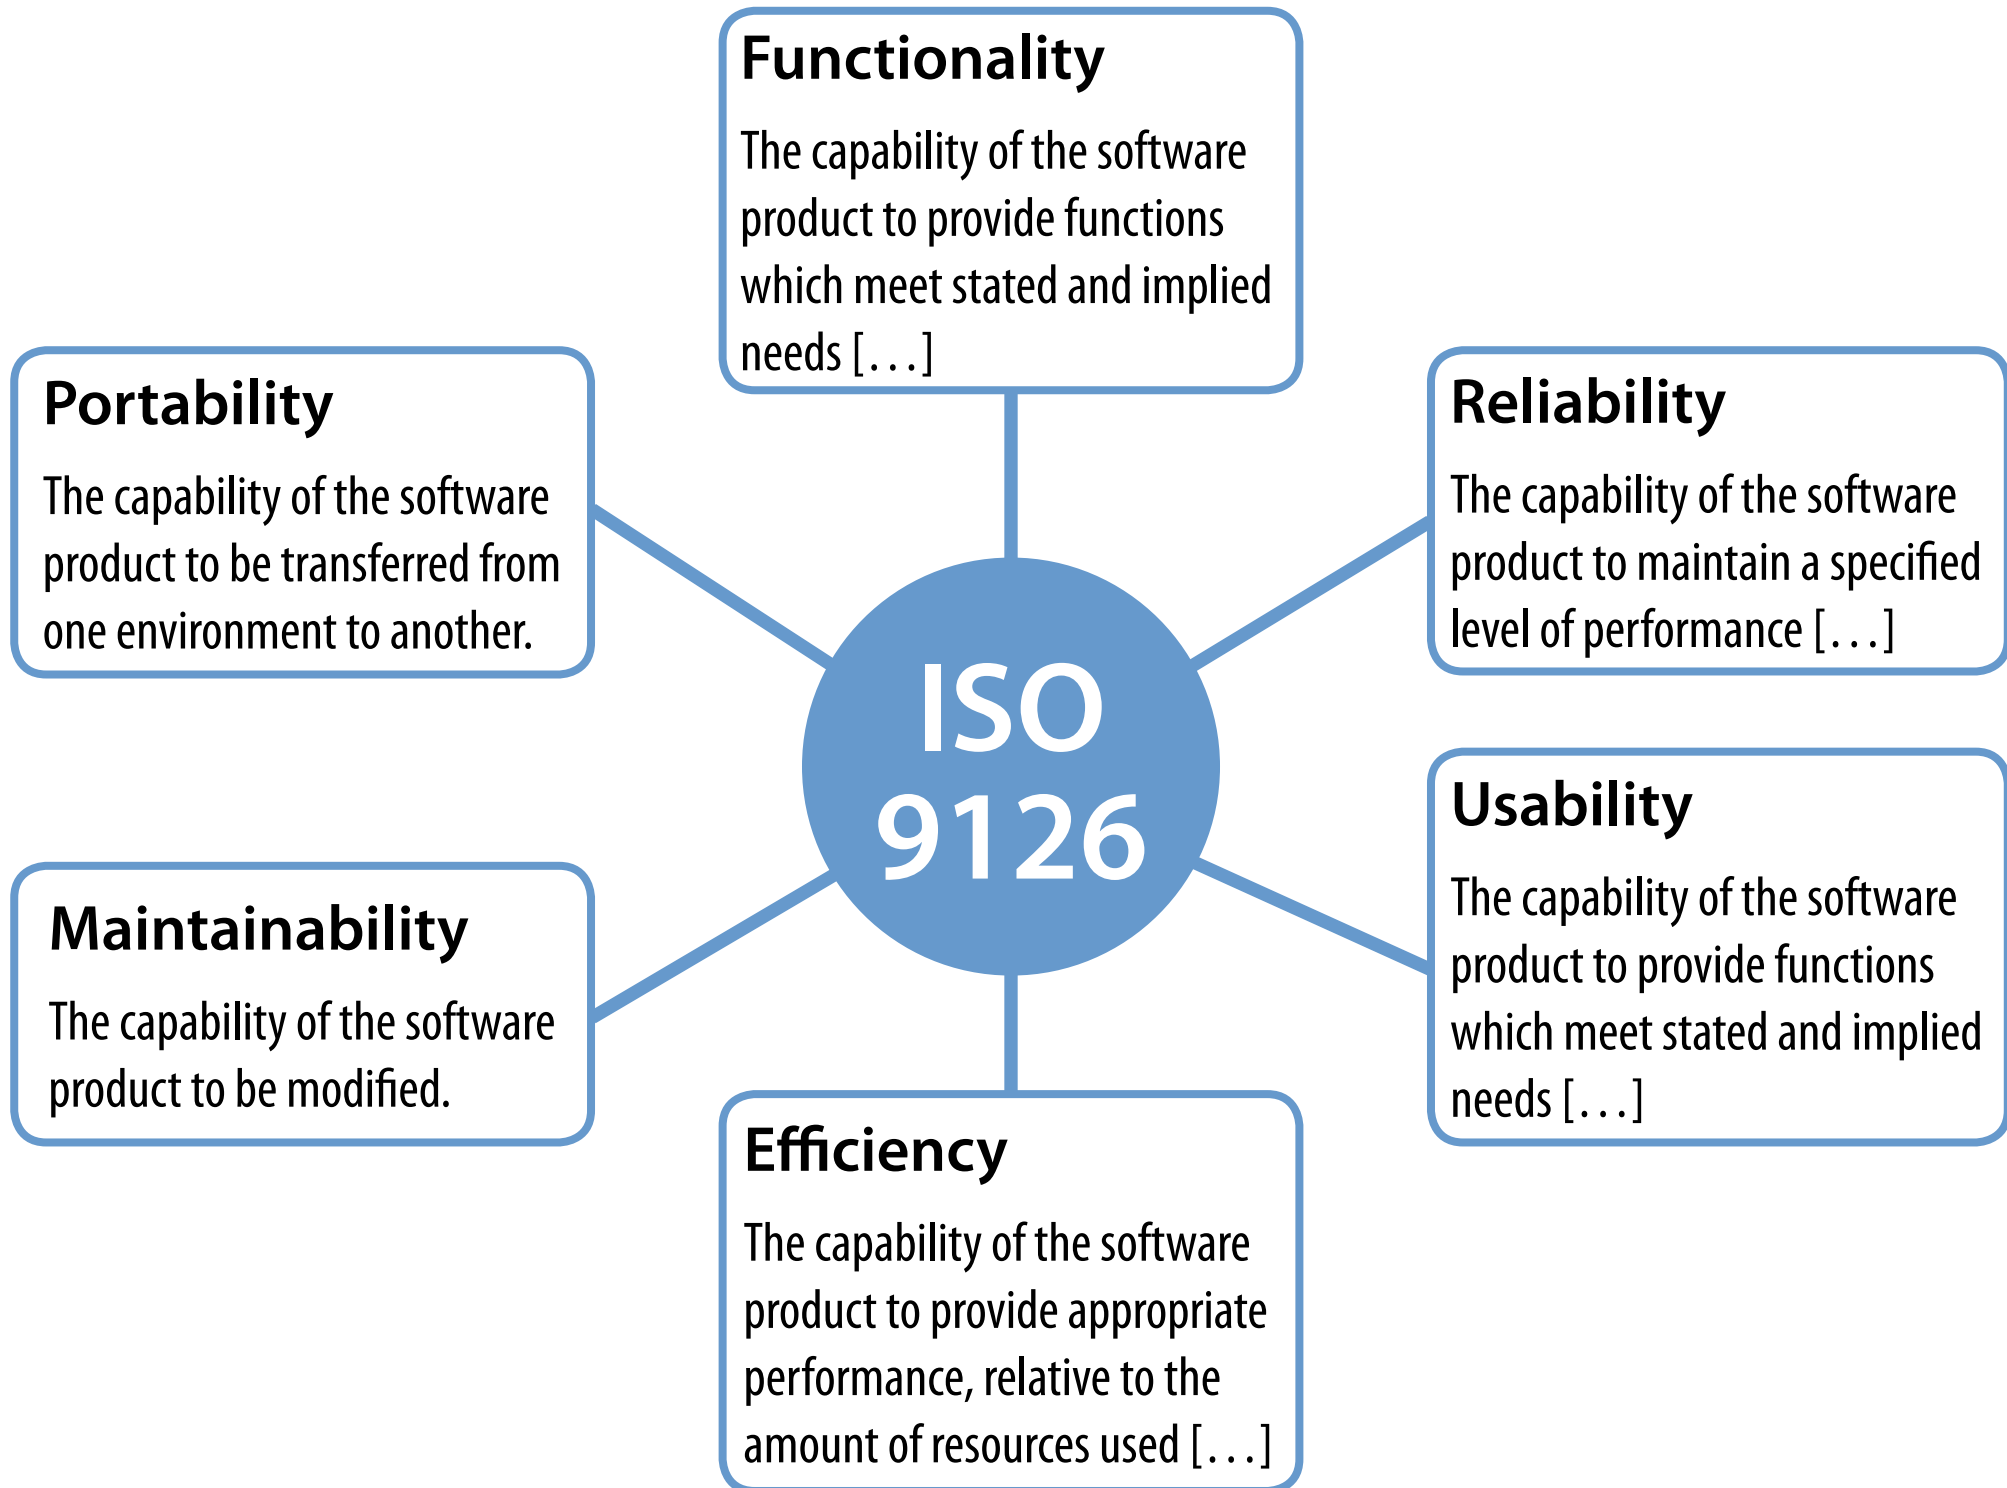 Functionality
The capability of the software
product to provide functions
which meet stated and implied
needs [...]
Portability
The capability of the software
product to be transferred from
one environment to another.
Reliability
The capability of the software
product to maintain a specified
level of performance [...]
ISO
9126
Maintainability
The capability of the software
product to be modified.
Usability
The capability of the software
product to provide functions
which meet stated and implied
needs [...]
Efficiency
The capability of the software
product to provide appropriate
performance, relative to the
amount of resources used [...]